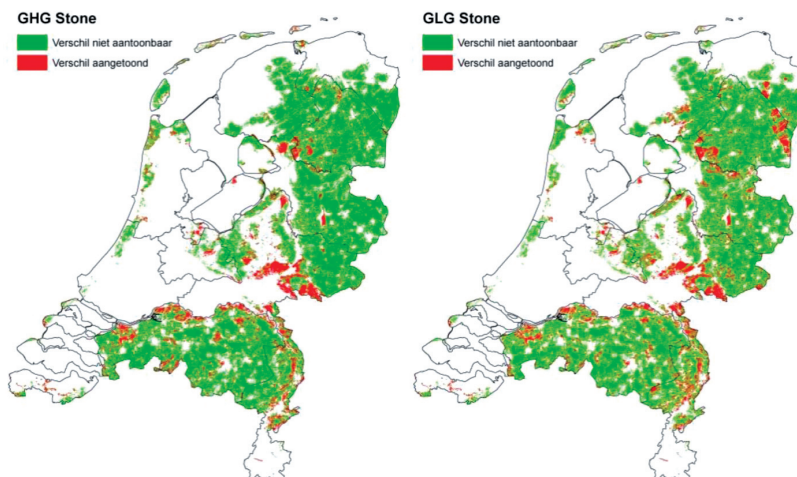 GHG Stone
Verschil niet aantoonbaar
Verschil aangetoond
GLG Stone
Verschil niet aantoonbaar
Verschil aangetoond